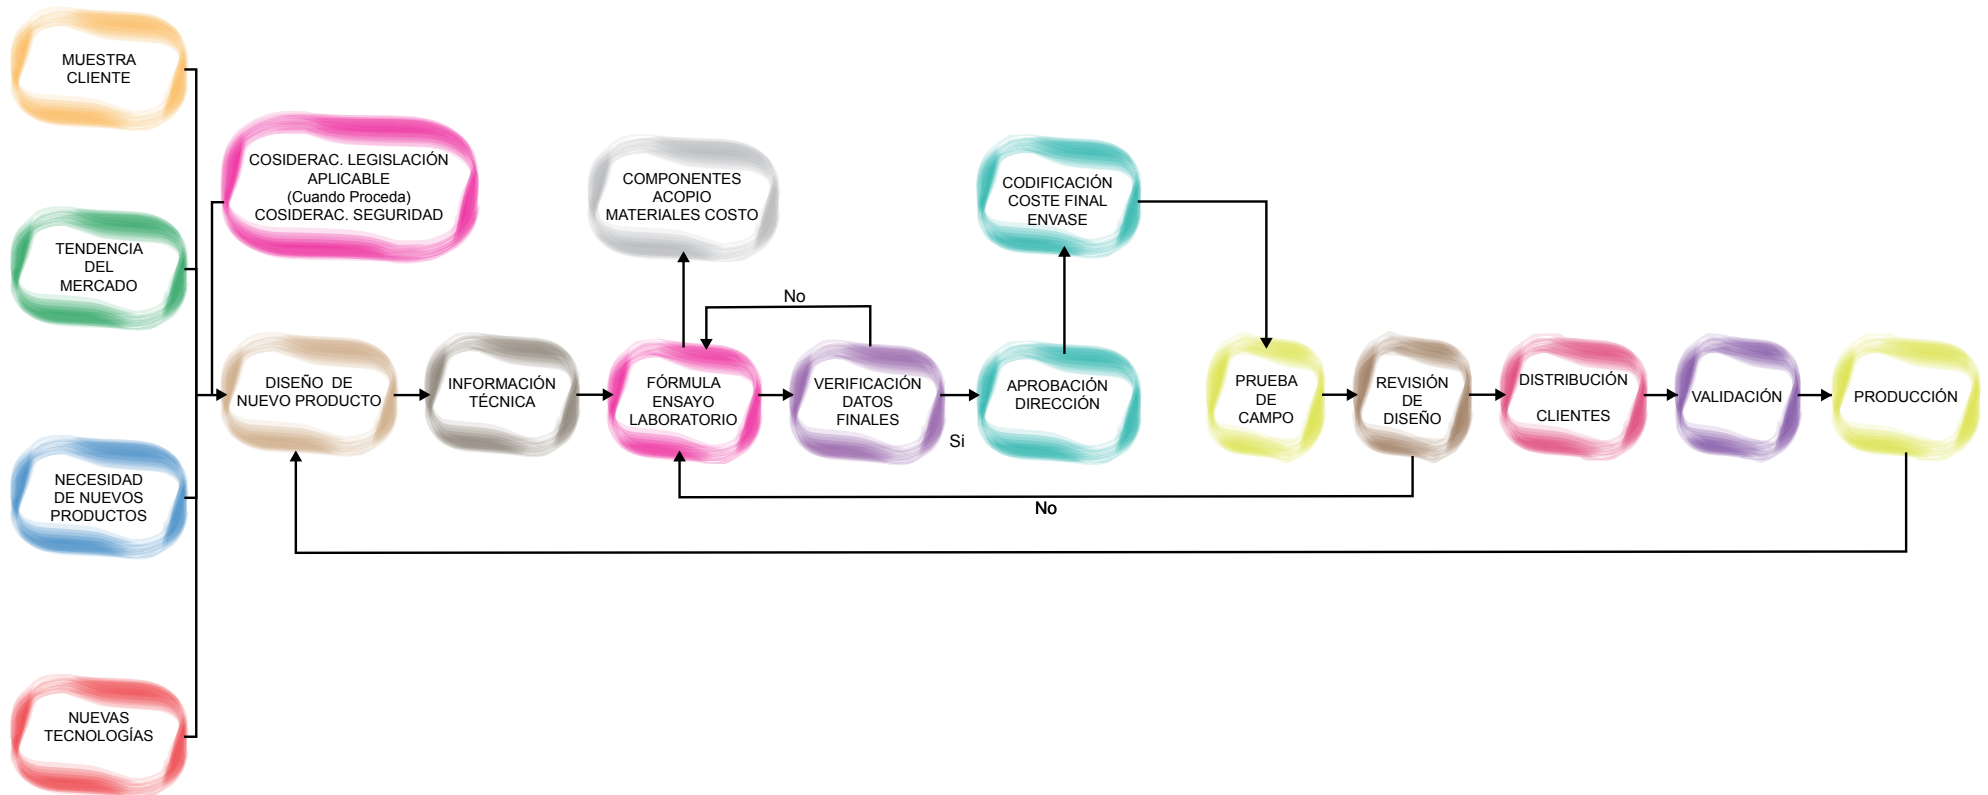 MUESTRA
CLIENTE
COSIDERAC. LEGISLACIÓN
APLICABLE
(Cuando Proceda)
COSIDERAC. SEGURIDAD
COMPONENTES
ACOPIO
MATERIALES COSTO
CODIFICACIÓN
COSTE FINAL
ENVASE
TENDENCIA
DEL
MERCADO
No
DISEÑO DE
NUEVO PRODUCTO
INFORMACIÓN
TÉCNICA
FÓRMULA
ENSAYO
LABORATORIO
VERIFICACIÓN
DATOS
FINALES
Si
APROBACIÓN
DIRECCIÓN
PRUEBA
DE
CAMPO
REVISIÓN
DE
DISEÑO
DISTRIBUCIÓN
CLIENTES
VALIDACIÓN
PRODUCCIÓN
NECESIDAD
DE NUEVOS
PRODUCTOS
No
NUEVAS
TECNOLOGÍAS